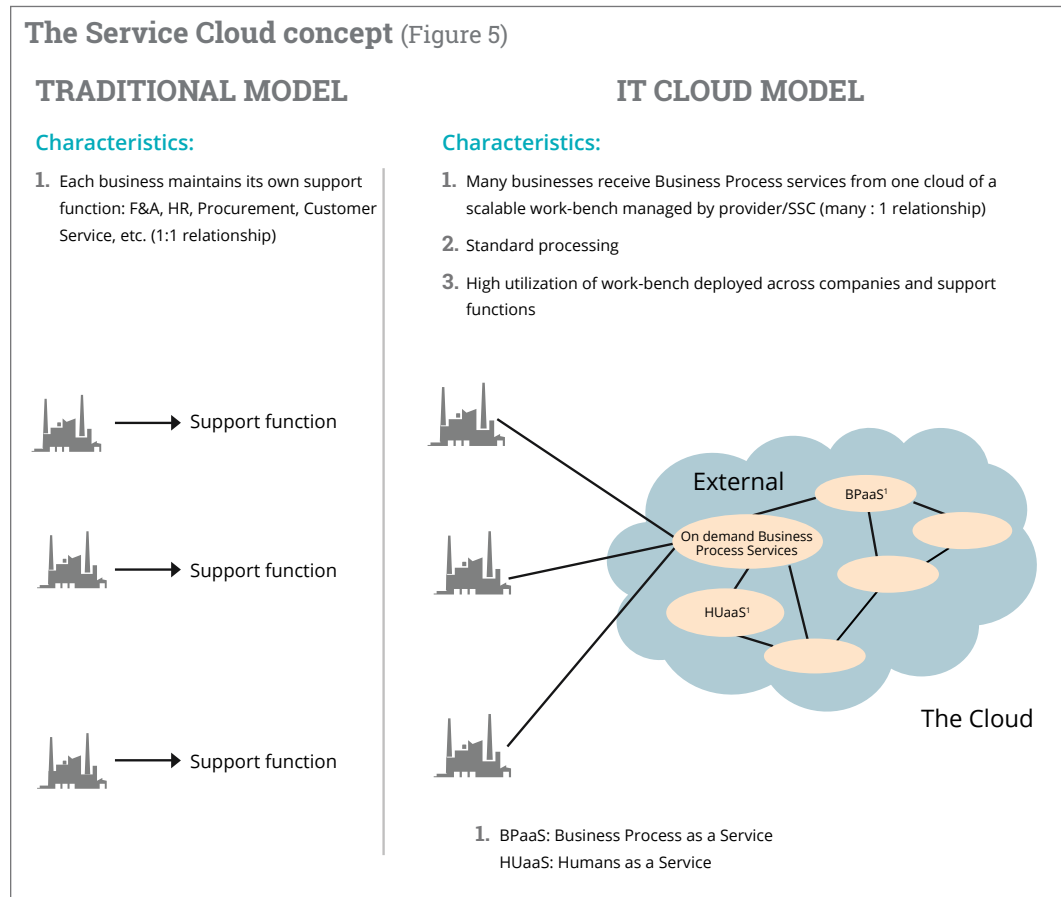 The Service Cloud concept (Figure 5)
TRADITIONAL MODEL
Characteristics:
1. Each business maintains its own support
function: F&A, HR, Procurement, Customer
Service, etc. (1:1 relationship)
Support function
Support function
Support function
IT CLOUD MODEL
Characteristics:
1. Many businesses receive Business Process services from one cloud of a
scalable work-bench managed by provider/SSC (many : 1 relationship)
2. Standard processing
3. High utilization of work-bench deployed across companies and support
functions
External
BPaaS¹
On demand Business
Process Services
HUaaS¹
The Cloud
1. BPaaS: Business Process as a Service
HUaaS: Humans as a Service